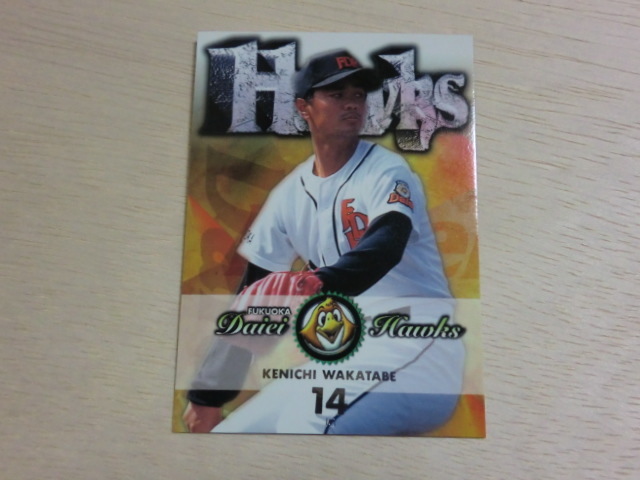 Hawks
FUKUOKA
Daiei Hawks
KENICHI WAKATABE
14